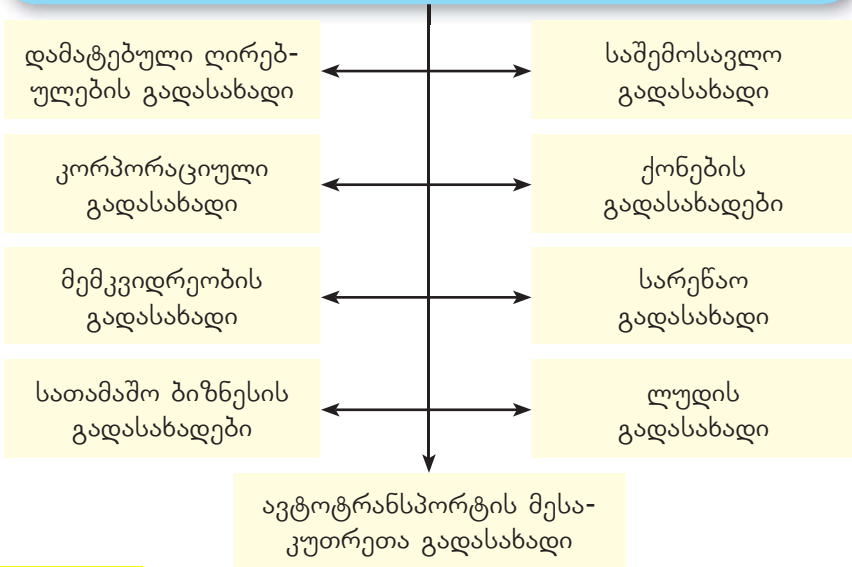 დამატებული ღირებ-
ულების გადასახადი
საშემოსავლო
გადასახადი
კორპორაციული
გადასახადი
ქონების
გადასახადები
მემკვიდრეობის
გადასახადი
სარეწაო
გადასახადი
სათამაშო ბიზნესის
გადასახადები
ლუდის
გადასახადი
ავტოტრანსპორტის მესა-
კუთრეთა გადასახადი